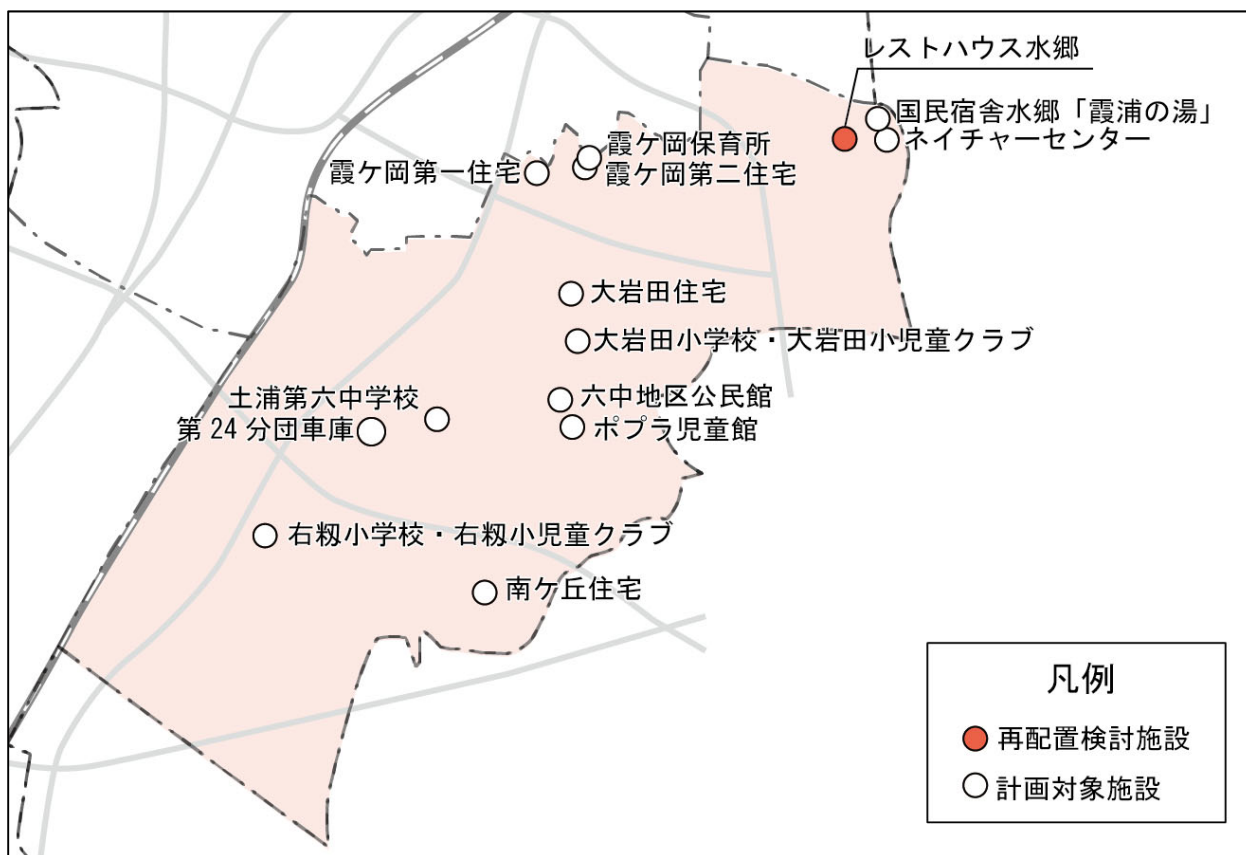 レストハウス水郷
国民宿舎水郷「霞浦の湯」
ネイチャーセンター
霞ケ岡保育所
霞ケ岡第一住宅
霞ケ岡第二住宅
大岩田住宅
大岩田小学校・大岩田小児童クラブ
土浦第六中学校
六中地区公民館
第24分団車庫
ポプラ児童館
右籾小学校・右籾小児童クラブ
南ケ丘住宅
凡例
再配置検討施設
計画対象施設